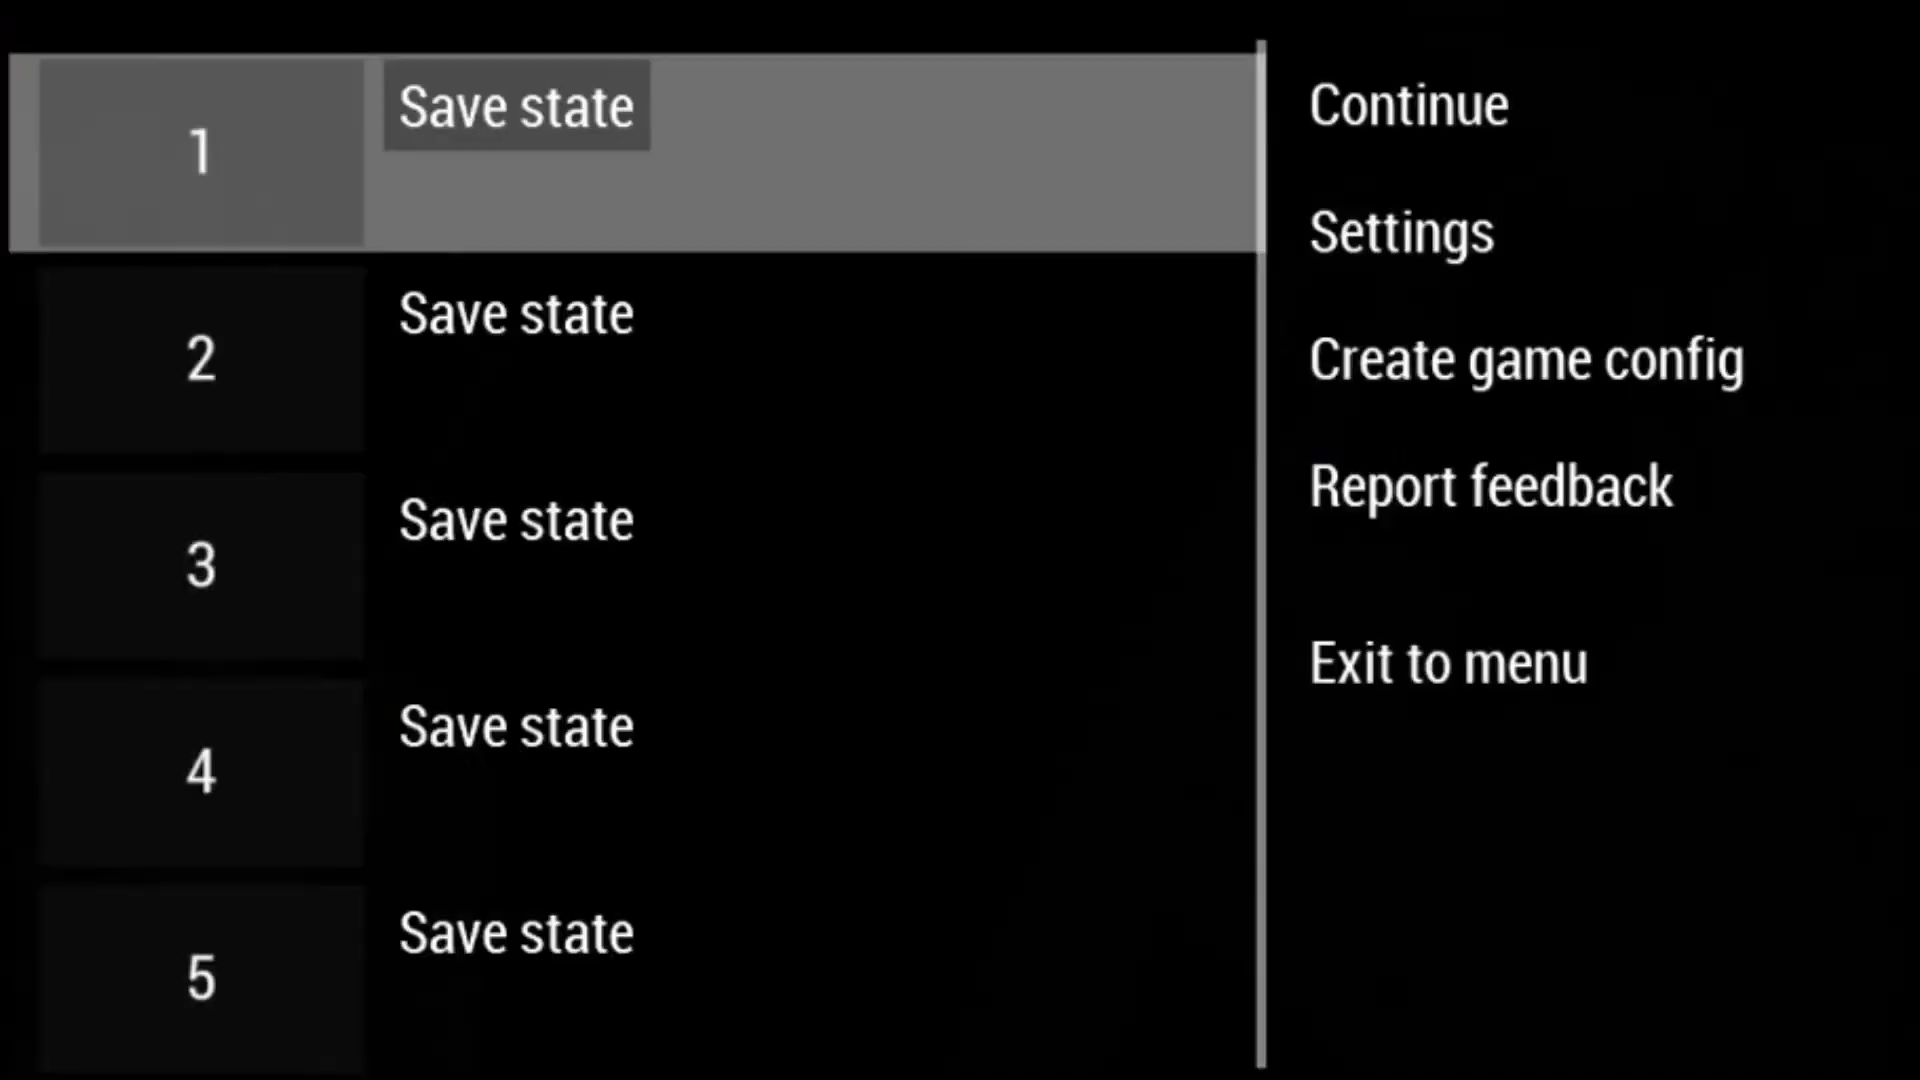 1
Save state
2
Save state
3
Save state
4
Save state
5
Save state
Continue
Settings
Create game config
Report feedback
Exit to menu